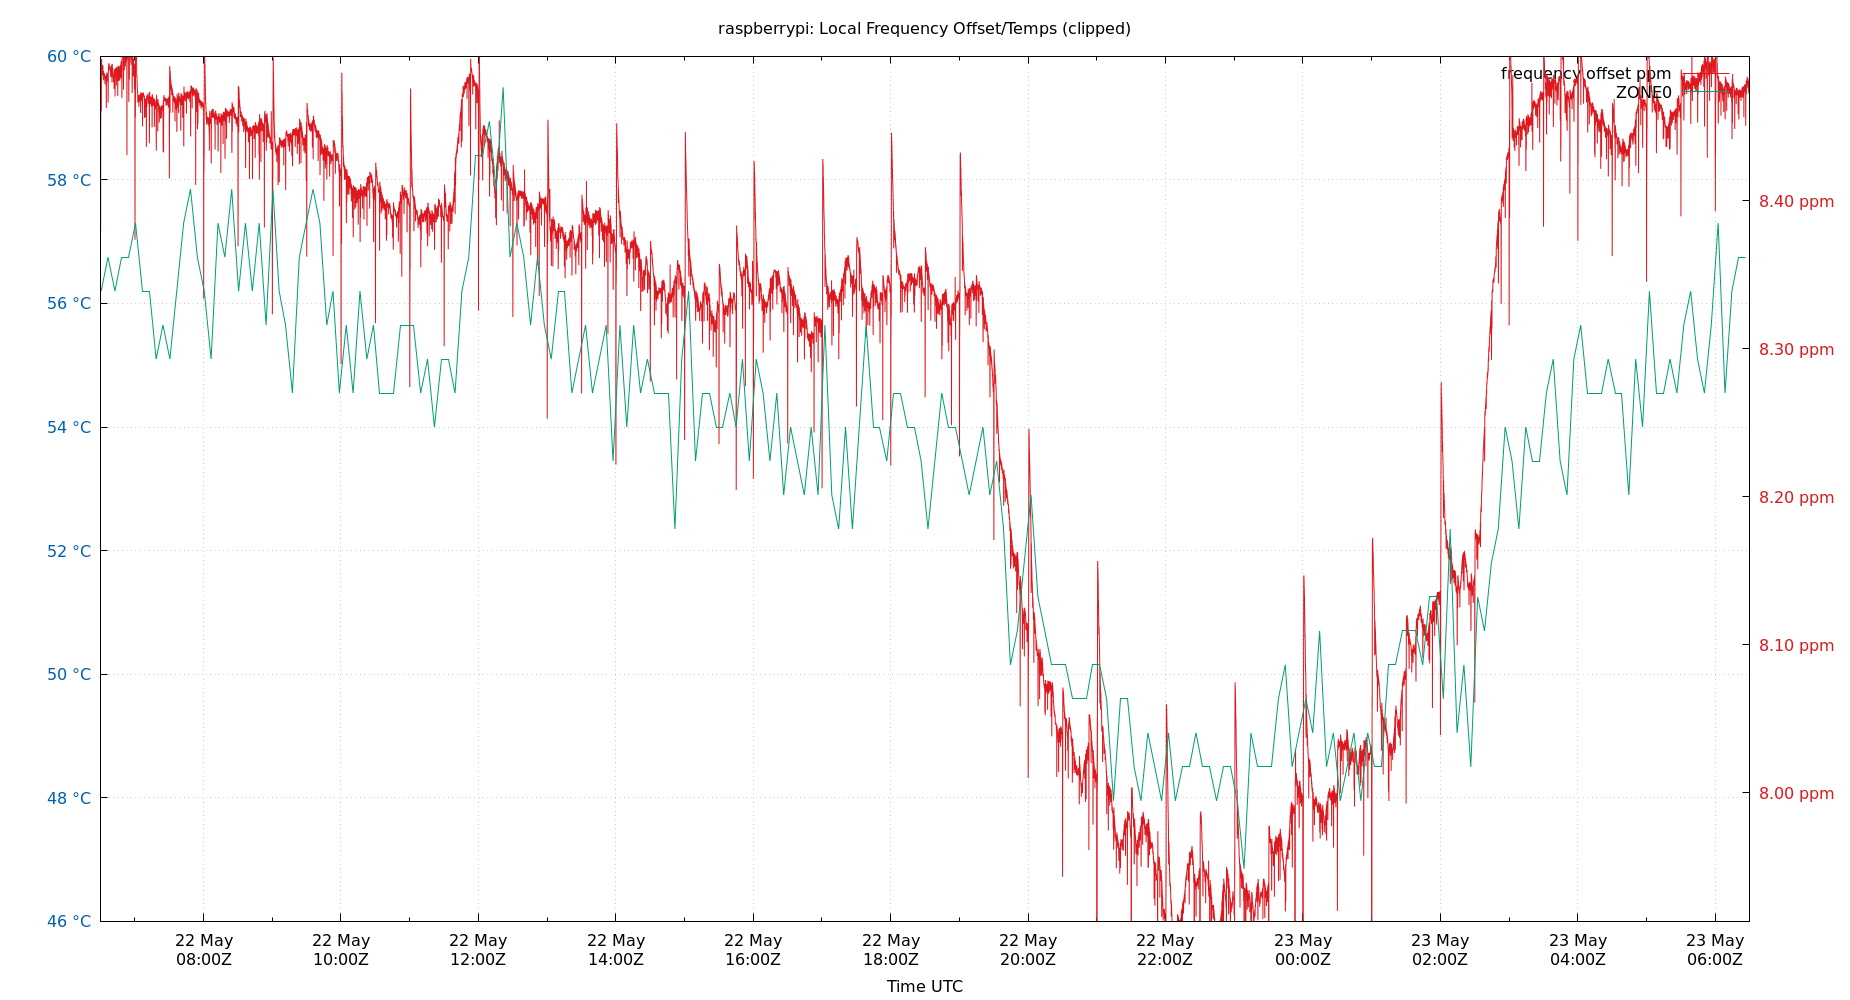 raspberrypi: Local Frequency Offset/Temps (clipped)
60 °C
58 °C
56 °C
54 °C
52 °C
50 °C
48 °C
46 °C
frequency offset ppm
ZONE0
8.40 ppm
8.30 ppm
8.20 ppm
8.10 ppm
8.00 ppm
22 May 22 May 22 May 22 May 22 May 22 May 22 May 22 May 23 May 23 May 23 May 23 May
08:00Z 10:00Z 12:00Z 14:00Z 16:00Z 18:00Z 20:00Z 22:00Z 00:00Z 02:00Z 04:00Z 06:00Z
Time UTC